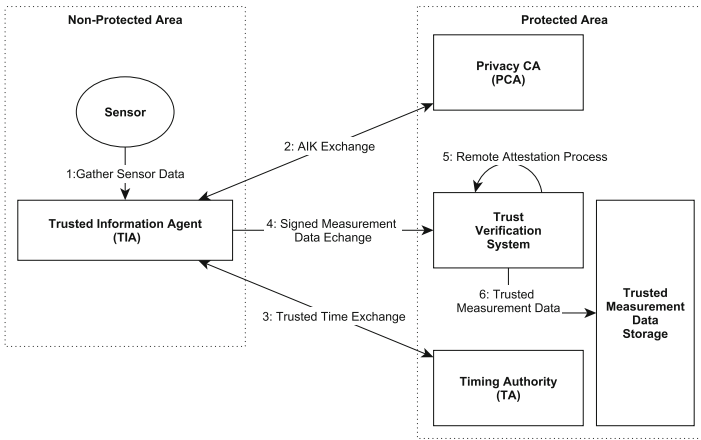 Non-Protected Area
Protected Area
Privacy CA
(PCA)
Sensor
2: AIK Exchange
5: Remote Attestation Process
1:Gather Sensor Data
Trusted Information Agent
(TIA)
4: Signed Measurement
Data Echange
Trust
Verification
System
6: Trusted
Measurement Data
Trusted
Measurement
Data
Storage
3: Trusted Time Exchange
Timing Authority
(TA)